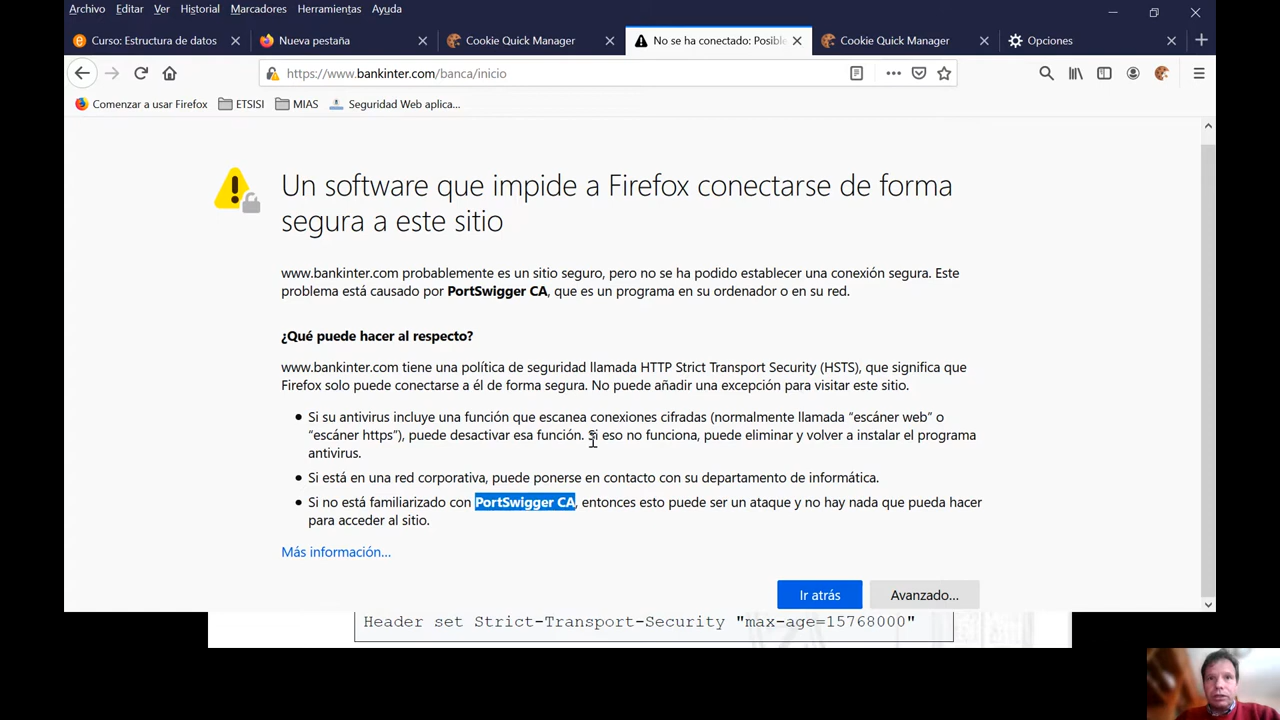 Archivo Editar Ver Historial Marcadores Herramientas Ayuda
Curso: Estructura de datos Nueva pestaña Cookie Quick Manager No se ha conectado: Posible Cookie Quick Manager Opciones
https://www.bankinter.com/banca/inicio
Comenzar a usar Firefox ETSISI MIAS Seguridad Web aplica...
Un software que impide a Firefox conectarse de forma
segura a este sitio
www.bankinter.com probablemente es un sitio seguro, pero no se ha podido establecer una conexión segura. Este
problema está causado por PortSwigger CA, que es un programa en su ordenador o en su red.
¿Qué puede hacer al respecto?
www.bankinter.com tiene una política de seguridad llamada HTTP Strict Transport Security (HSTS), que significa que
Firefox solo puede conectarse a él de forma segura. No puede añadir una excepción para visitar este sitio.
Si su antivirus incluye una función que escanea conexiones cifradas (normalmente llamada “escáner web” o
“escáner https”), puede desactivar esa función. Si eso no funciona, puede eliminar y volver a instalar el programa
antivirus.
Si está en una red corporativa, puede ponerse en contacto con su departamento de informática.
Si no está familiarizado con PortSwigger CA, entonces esto puede ser un ataque y no hay nada que pueda hacer
para acceder al sitio.
Más información...
Ir atrás Avanzado...
Header set Strict-Transport-Security "max-age=15768000"